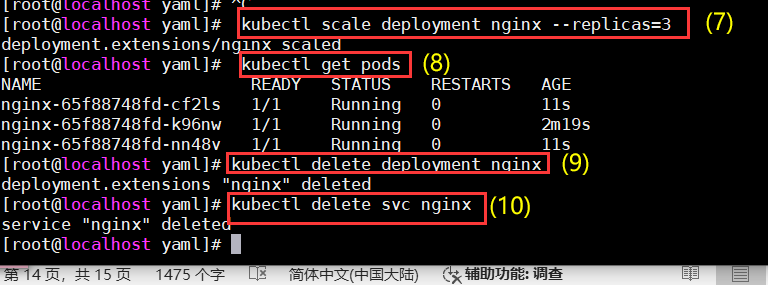 [root@localhost yaml]# ^C
[root@localhost yaml]# kubectl scale deployment nginx --replicas=3 (7)
deployment.extensions/nginx scaled
[root@localhost yaml]# kubectl get pods (8)
NAME READY STATUS RESTARTS AGE
nginx-65f88748fd-cf2ls 1/1 Running 0 11s
nginx-65f88748fd-k96nw 1/1 Running 0 2m19s
nginx-65f88748fd-nn48v 1/1 Running 0 11s
[root@localhost yaml]# kubectl delete deployment nginx (9)
deployment.extensions "nginx" deleted
[root@localhost yaml]# kubectl delete svc nginx (10)
service "nginx" deleted
[root@localhost yaml]#
第 14 页，共 15 页 1475 个字 简体中文(中国大陆) 辅助功能: 调查